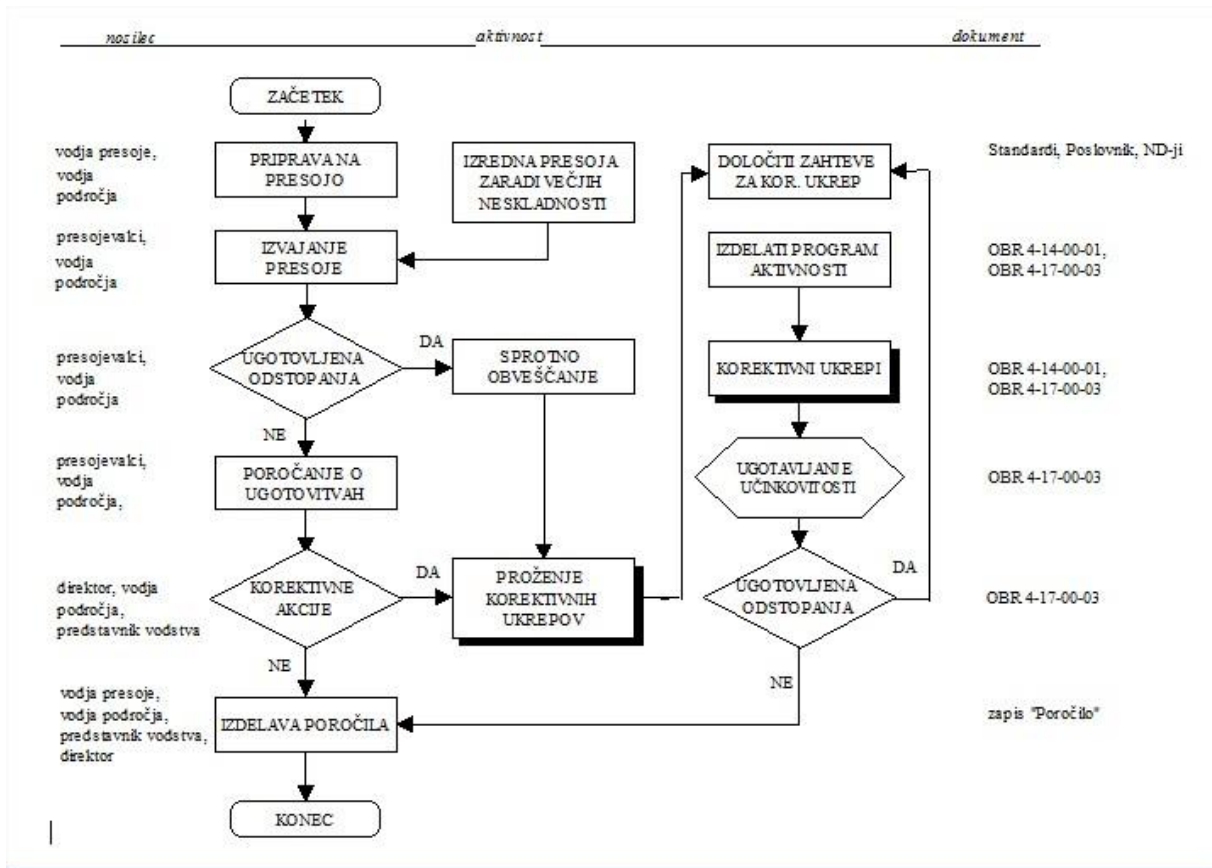 nosilec
aktivnost
dokument
ZAČETEK
vodja presoje,
vodja
področja
PRIPRAVA NA
PRESOJO
IZREDNA PRESOJA
ZARADI VEČJIH
NESKLADNOSTI
DOLOČITI ZAHTEVE
ZA KOR. UKREP
Standardi, Poslovnik, ND-ji
presojevalci,
vodja
področja
IZVAJANJE
PRESOJE
IZDELATI PROGRAM
AKTIVNOSTI
OBR 4-14-00-01,
OBR 4-17-00-03
presojevalci,
vodja
področja
UGOTOVLJENA
ODSTOPANJA
DA
NE
SPROTNO
OBVEŠČANJE
KOREKTIVNI UKREPI
OBR 4-14-00-01,
OBR 4-17-00-03
presojevalci,
vodja
področja,
POROČANJE O
UGOTOVITVAH
UGOTAVLJANJE
UČINKOVITOSTI
OBR 4-17-00-03
direktor, vodja
področja,
predstavnik vodstva
KOREKTIVNE
AKCIJE
DA
NE
PROŽENJE
KOREKTIVNIH
UKREPOV
UGOTOVLJENA
ODSTOPANJA
DA
NE
OBR 4-17-00-03
vodja presoje,
vodja področja,
predstavnik vodstva,
direktor
IZDELAVA POROČILA
zapis "Poročilo"
KONEC